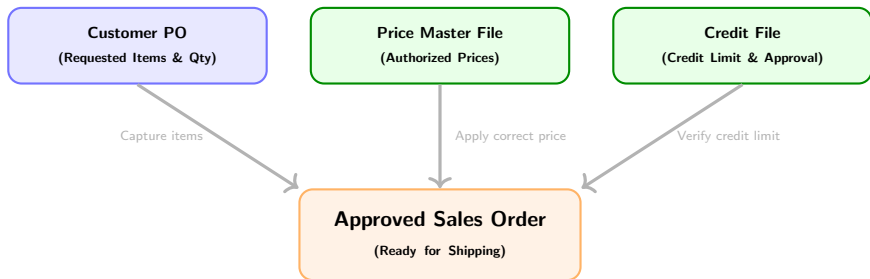 Customer PO
(Requested Items & Qty)
Price Master File
(Authorized Prices)
Credit File
(Credit Limit & Approval)
Capture items
Apply correct price
Verify credit limit
Approved Sales Order
(Ready for Shipping)